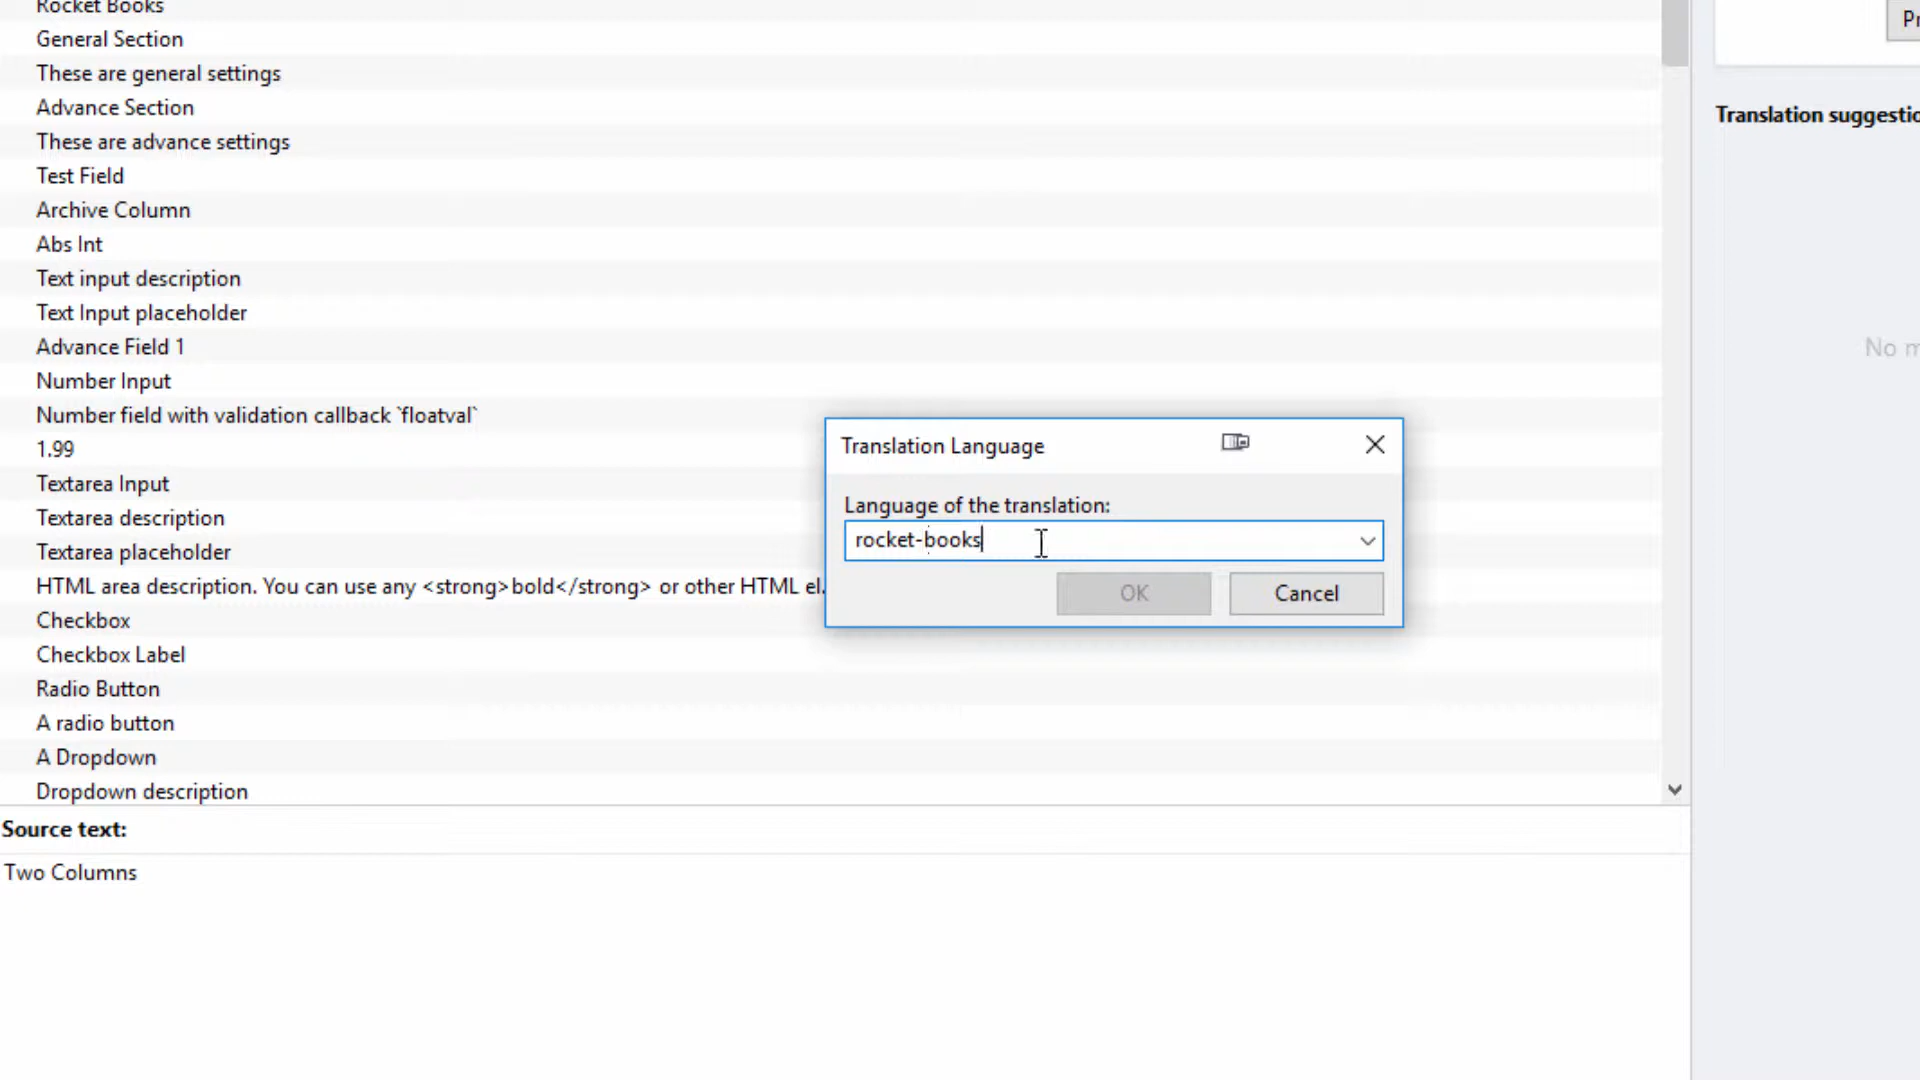 Rocket Books
General Section
These are general settings
Advance Section
These are advance settings
Test Field
Archive Column
Abs Int
Text input description
Text Input placeholder
Advance Field 1
Number Input
Number field with validation callback `floatval`
1.99
Textarea Input
Textarea description
Textarea placeholder
HTML area description. You can use any <strong>bold</strong> or other HTML el.
Checkbox
Checkbox Label
Radio Button
A radio button
A Dropdown
Dropdown description
Source text:
Two Columns
Translation Language
Language of the translation:
rocket-books
OK
Cancel
Pr
Translation suggestio
No m